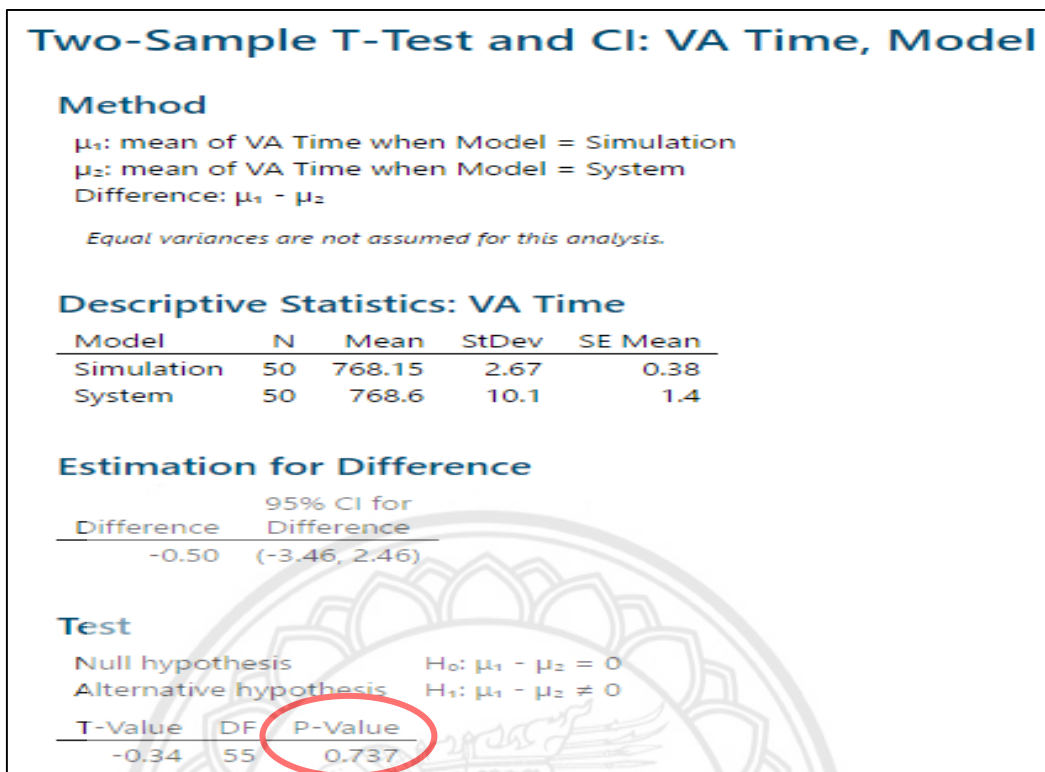 Two-Sample T-Test and CI: VA Time, Model
Method
μ₁: mean of VA Time when Model = Simulation
μ₂: mean of VA Time when Model = System
Difference: μ₁ - μ₂
Equal variances are not assumed for this analysis.
Descriptive Statistics: VA Time
Model N Mean StDev SE Mean
Simulation 50 768.15 2.67 0.38
System 50 768.6 10.1 1.4
Estimation for Difference
95% CI for
Difference Difference
-0.50 (-3.46, 2.46)
Test
Null hypothesis H₀: μ₁ - μ₂ = 0
Alternative hypothesis H₁: μ₁ - μ₂ ≠ 0
T-Value DF P-Value
-0.34 55 0.737